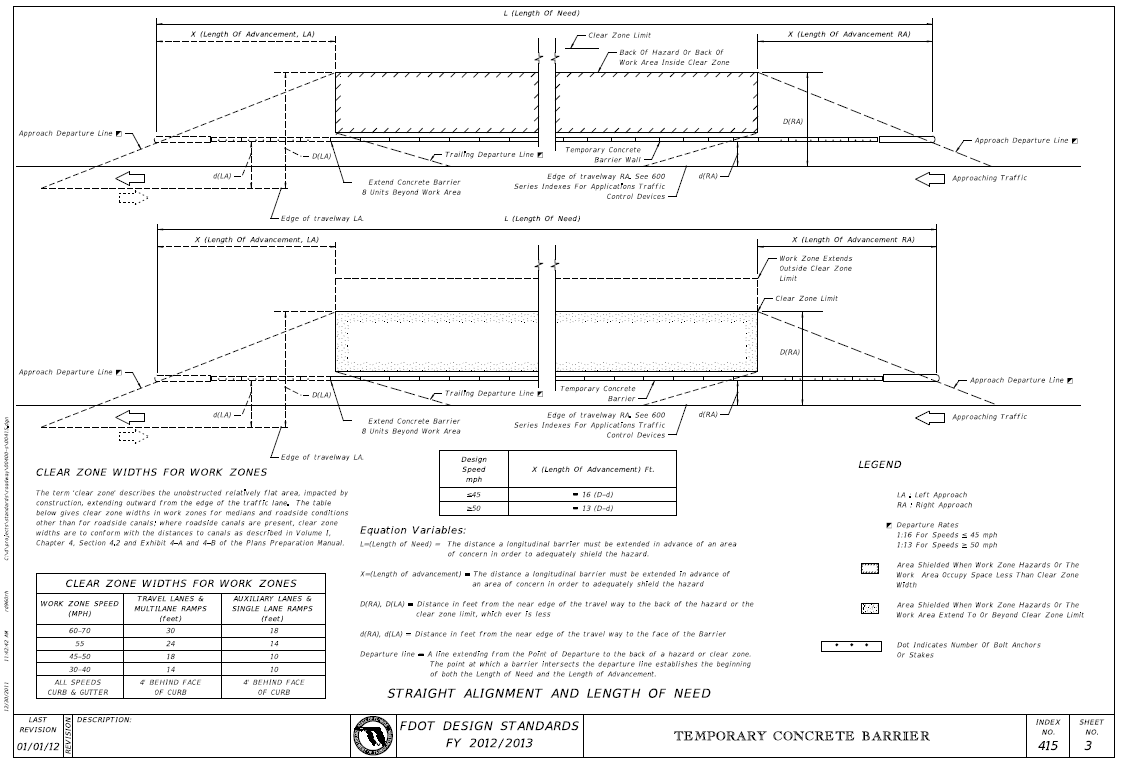 L (Length Of Need)
X (Length Of Advancement, LA)
Clear Zone Limit
X (Length Of Advancement RA)
Back Of Hazard Or Back Of
Work Area Inside Clear Zone
D(RA)
Approach Departure Line
Approach Departure Line
D(LA)
Trailing Departure Line
Temporary Concrete
Barrier Wall
d(LA)
Extend Concrete Barrier
8 Units Beyond Work Area
Edge of travelway RA. See 600
Series Indexes For Applications Traffic
Control Devices
d(RA)
Approaching Traffic
Edge of travelway LA.
L (Length Of Need)
X (Length Of Advancement, LA)
X (Length Of Advancement RA)
Work Zone Extends
Outside Clear Zone
Limit
Clear Zone Limit
D(RA)
Approach Departure Line
Approach Departure Line
D(LA)
Trailing Departure Line
Temporary Concrete
Barrier
d(LA)
Extend Concrete Barrier
8 Units Beyond Work Area
Edge of travelway RA. See 600
Series Indexes For Applications Traffic
Control Devices
d(RA)
Approaching Traffic
Edge of travelway LA.
CLEAR ZONE WIDTHS FOR WORK ZONES
The term 'clear zone' describes the unobstructed relatively flat area, impacted by
construction, extending outward from the edge of the traffic lane. The table
below gives clear zone widths in work zones for medians and roadside conditions
other than for roadside canals; where roadside canals are present, clear zone
widths are to conform with the distances to canals as described in Volume I,
Chapter 4, Section 4.2 and Exhibit 4-A and 4-B of the Plans Preparation Manual.
CLEAR ZONE WIDTHS FOR WORK ZONES
WORK ZONE SPEED
(MPH)
TRAVEL LANES &
MULTILANE RAMPS
(feet)
AUXILIARY LANES &
SINGLE LANE RAMPS
(feet)
60-70 30 18
55 24 14
45-50 18 10
30-40 14 10
ALL SPEEDS
CURB & GUTTER
4' BEHIND FACE
OF CURB
4' BEHIND FACE
OF CURB
Design
Speed
mph
X (Length Of Advancement) Ft.
≤45 = 16 (D-d)
≥50 = 13 (D-d)
Equation Variables:
L=(Length of Need) = The distance a longitudinal barrier must be extended in advance of an area
of concern in order to adequately shield the hazard.
X=(Length of advancement) = The distance a longitudinal barrier must be extended in advance of
an area of concern in order to adequately shield the hazard.
D(RA), D(LA) = Distance in feet from the near edge of the travel way to the back of the hazard or the
clear zone limit, which ever is less
d(RA), d(LA) = Distance in feet from the near edge of the travel way to the face of the Barrier
Departure line = A line extending from the Point of Departure to the back of a hazard or clear zone.
The point at which a barrier intersects the departure line establishes the beginning
of both the Length of Need and the Length of Advancement.
STRAIGHT ALIGNMENT AND LENGTH OF NEED
LEGEND
LA : Left Approach
RA : Right Approach
Departure Rates
1:16 For Speeds ≤ 45 mph
1:13 For Speeds ≥ 50 mph
Area Shielded When Work Zone Hazards Or The
Work Area Occupy Space Less Than Clear Zone
Width
Area Shielded When Work Zone Hazards Or The
Work Area Extend To Or Beyond Clear Zone Limit
Dot Indicates Number Of Bolt Anchors
Or Stakes
12/30/2011 11:42:42 AM
LAST
REVISION
01/01/12
REVISION
DESCRIPTION:
FDOT DESIGN STANDARDS
FY 2012/2013
TEMPORARY CONCRETE BARRIER
INDEX
NO.
415
SHEET
NO.
3